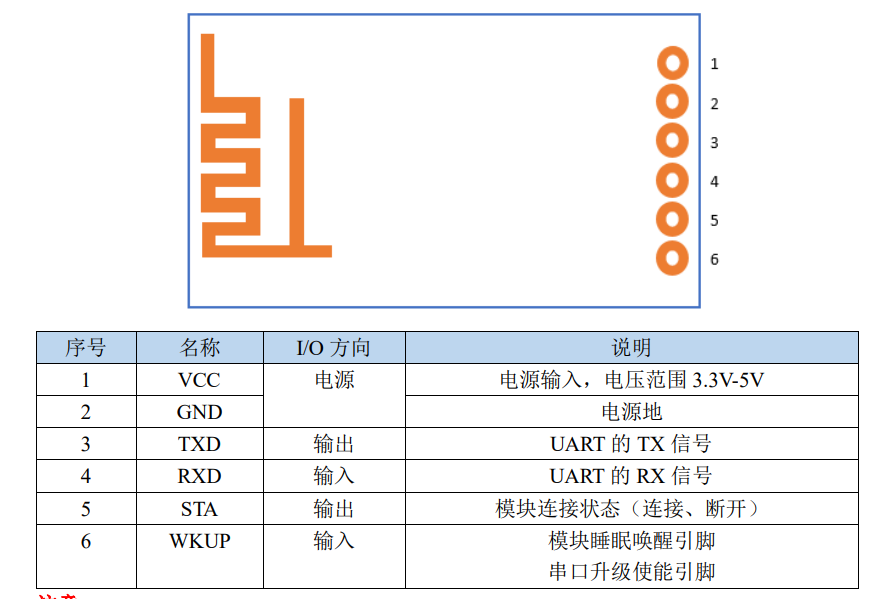 1
2
3
4
5
6
序号 名称 I/O 方向 说明
1 VCC 电源 电源输入，电压范围 3.3V-5V
2 GND 电源地
3 TXD 输出 UART 的 TX 信号
4 RXD 输入 UART 的 RX 信号
5 STA 输出 模块连接状态（连接、断开）
6 WKUP 输入 模块睡眠唤醒引脚
串口升级使能引脚